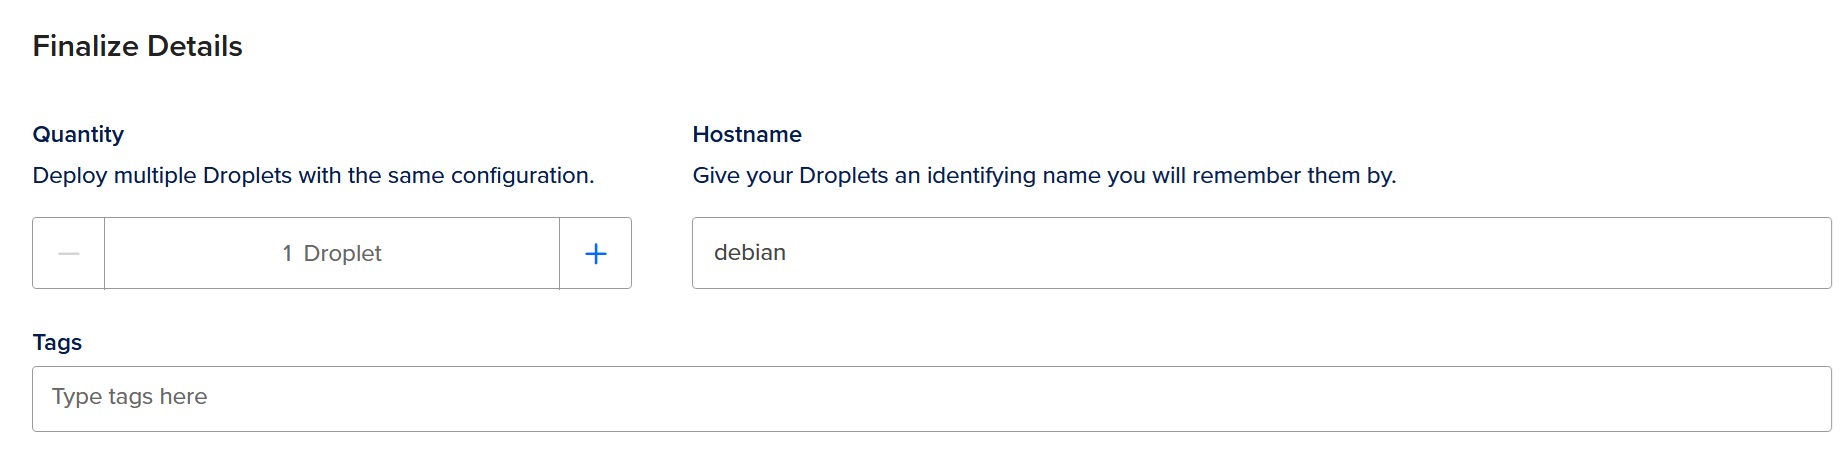 Finalize Details
Quantity
Deploy multiple Droplets with the same configuration.
1 Droplet
Hostname
Give your Droplets an identifying name you will remember them by.
debian
Tags
Type tags here